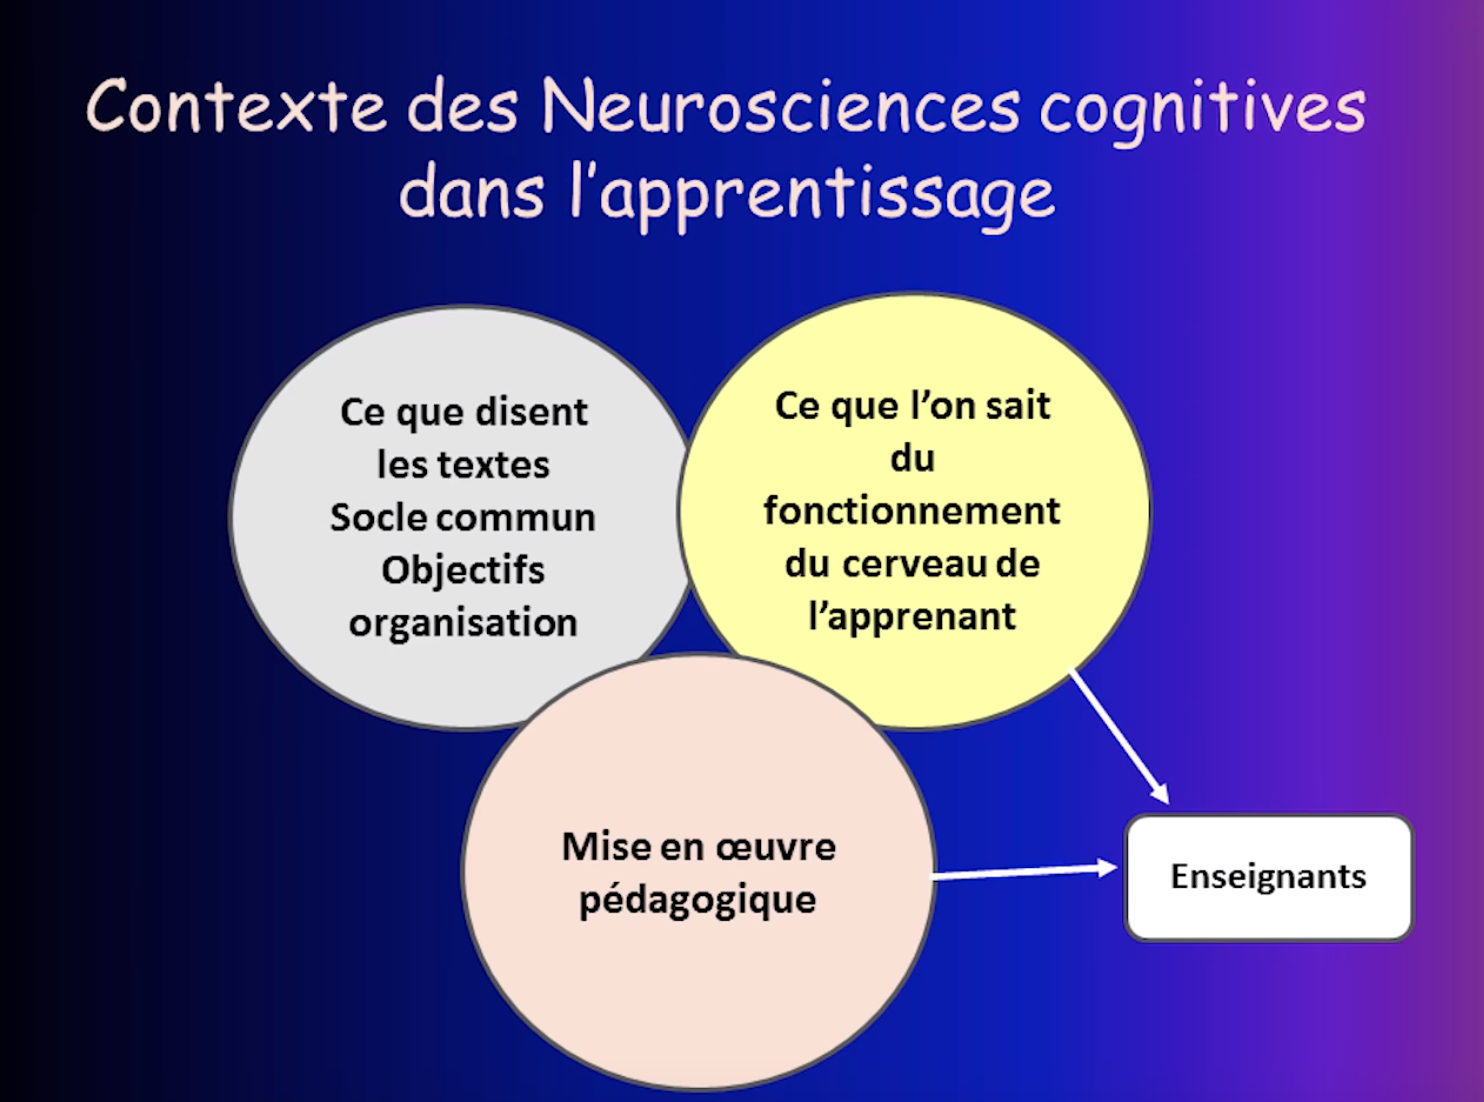 Contexte des Neurosciences cognitives
dans l'apprentissage
Ce que disent
les textes
Socle commun
Objectifs
organisation
Ce que l'on sait
du
fonctionnement
du cerveau de
l'apprenant
Mise en œuvre
pédagogique
Enseignants